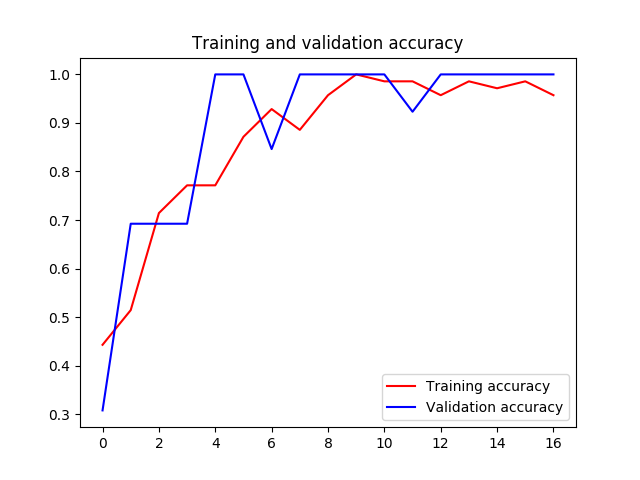 Training and validation accuracy
1.0
0.9
0.8
0.7
0.6
0.5
0.4
0.3
Training accuracy
Validation accuracy
0 2 4 6 8 10 12 14 16